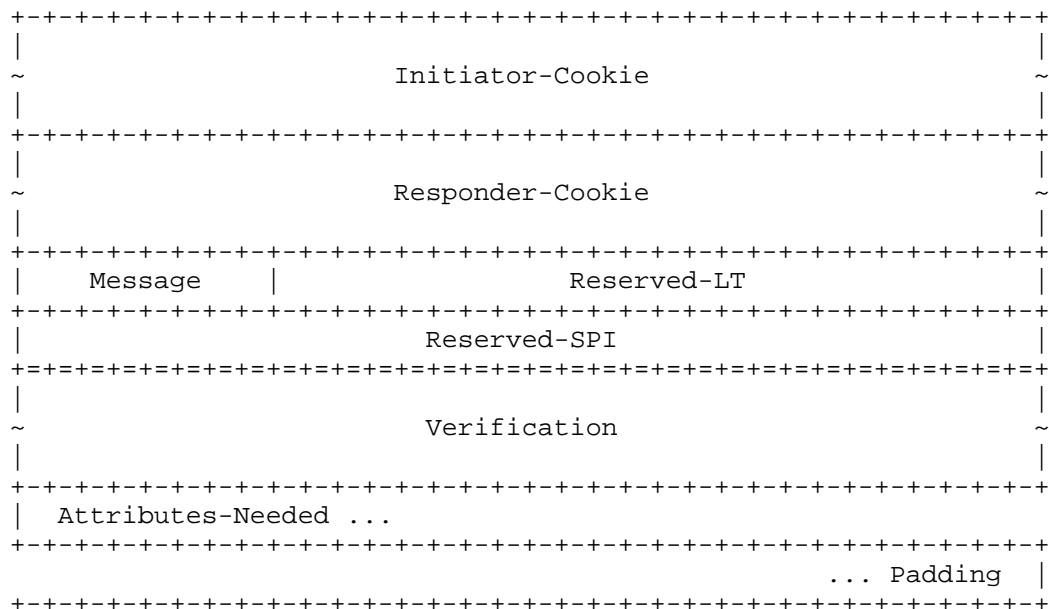 +-+-+-+-+-+-+-+-+-+-+-+-+-+-+-+-+-+-+-+-+-+-+-+-+-+-+-+-+-+-+-+-+
|                                                               |
~                       Initiator-Cookie                        ~
|                                                               |
+-+-+-+-+-+-+-+-+-+-+-+-+-+-+-+-+-+-+-+-+-+-+-+-+-+-+-+-+-+-+-+-+
|                                                               |
~                       Responder-Cookie                        ~
|                                                               |
+-+-+-+-+-+-+-+-+-+-+-+-+-+-+-+-+-+-+-+-+-+-+-+-+-+-+-+-+-+-+-+-+
|    Message    |                  Reserved-LT                  |
+-+-+-+-+-+-+-+-+-+-+-+-+-+-+-+-+-+-+-+-+-+-+-+-+-+-+-+-+-+-+-+-+
|                         Reserved-SPI                          |
+=+=+=+=+=+=+=+=+=+=+=+=+=+=+=+=+=+=+=+=+=+=+=+=+=+=+=+=+=+=+=+=+
|                                                               |
~                         Verification                          ~
|                                                               |
+-+-+-+-+-+-+-+-+-+-+-+-+-+-+-+-+-+-+-+-+-+-+-+-+-+-+-+-+-+-+-+-+
|  Attributes-Needed ...
+-+-+-+-+-+-+-+-+-+-+-+-+-+-+-+-+-+-+-+-+-+-+-+-+-+-+-+-+-+-+-+-+
                                                   ... Padding  |
+-+-+-+-+-+-+-+-+-+-+-+-+-+-+-+-+-+-+-+-+-+-+-+-+-+-+-+-+-+-+-+-+